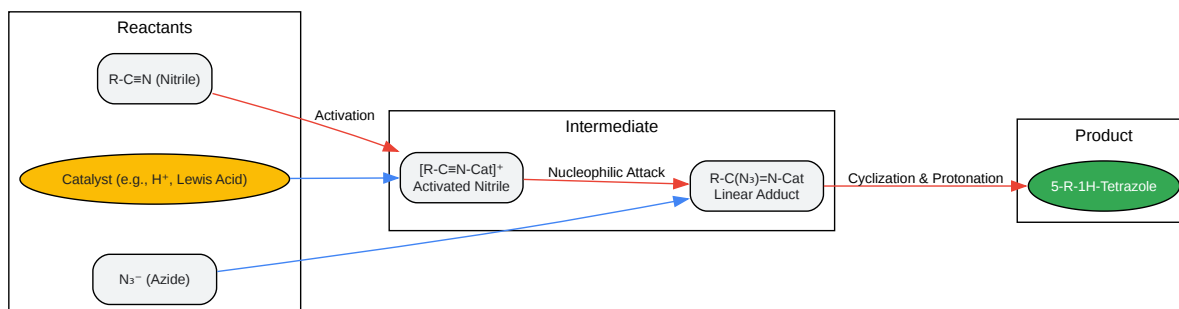 Reactants
R-C≡N (Nitrile)
Catalyst (e.g., H⁺, Lewis Acid)
N₃⁻ (Azide)
Activation
Intermediate
[R-C≡N-Cat]⁺
Activated Nitrile
Nucleophilic Attack
R-C(N₃)=N-Cat
Linear Adduct
Cyclization & Protonation
Product
5-R-1H-Tetrazole